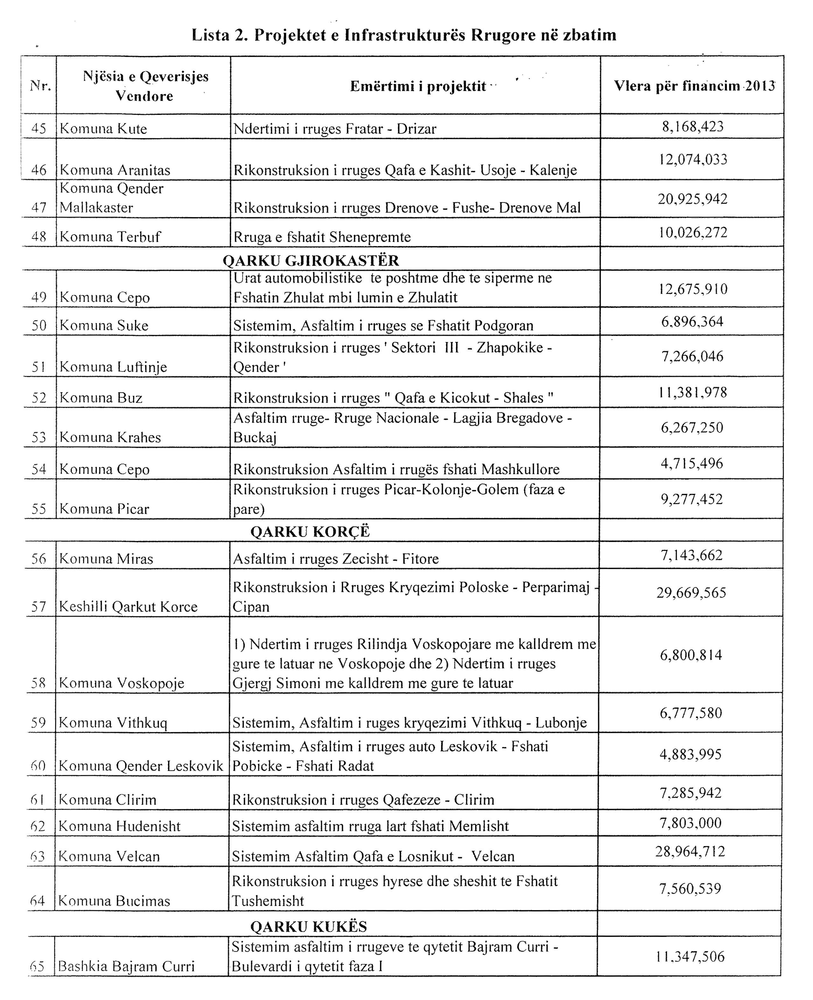 Lista 2. Projektet e Infrastrukturës Rrugore në zbatim
Nr.
Njësia e Qeverisjes
Vendore
Emërtimi i projektit
Vlera për financim 2013
45 Komuna Kute Ndertimi i rruges Fratar - Drizar 8,168,423
46 Komuna Aranitas Rikonstruksion i rruges Qafa e Kashit- Usoje - Kalenje 12,074,033
Komuna Qender
47 Mallakaster Rikonstruksion i rruges Drenove - Fushe- Drenove Mal 20,925,942
48 Komuna Terbuf Rruga e fshatit Shenepremte 10,026,272
QARKU GJIROKASTËR
Urat automobilistike te poshtme dhe te siperme ne
49 Komuna Cepo Fshatin Zhulat mbi lumin e Zhulatit 12,675,910
50 Komuna Suke Sistemim, Asfaltim i rruges se Fshatit Podgoran 6,896,364
Rikonstruksion i rruges ' Sektori III - Zhapokike -
51 Komuna Luftinje Qender ' 7,266,046
52 Komuna Buz Rikonstruksion i rruges " Qafa e Kicokut - Shales " 11,381,978
Asfaltim rruge- Rruge Nacionale - Lagjia Bregadove -
53 Komuna Krahes Buckaj 6,267,250
54 Komuna Cepo Rikonstruksion Asfaltim i rrugës fshati Mashkullore 4,715,496
Rikonstruksion i rruges Picar-Kolonje-Golem (faza e
55 Komuna Picar pare) 9,277,452
QARKU KORÇË
56 Komuna Miras Asfaltim i rruges Zecisht - Fitore 7,143,662
Rikonstruksion i Rruges Kryqezimi Poloske - Perparimaj -
57 Keshilli Qarkut Korce Cipan 29,669,565
1) Ndertim i rruges Rilindja Voskopojare me kalldrem me
gure te latuar ne Voskopoje dhe 2) Ndertim i rruges 6,800,814
58 Komuna Voskopoje Gjergj Simoni me kalldrem me gure te latuar
59 Komuna Vithkuq Sistemim, Asfaltim i ruges kryqezimi Vithkuq - Lubonje 6,777,580
Sistemim, Asfaltim i rruges auto Leskovik - Fshati
60 Komuna Qender Leskovik Pobicke - Fshati Radat 4,883,995
61 Komuna Clirim Rikonstruksion i rruges Qafezeze - Clirim 7,285,942
62 Komuna Hudenisht Sistemim asfaltim rruga lart fshati Memlisht 7,803,000
63 Komuna Velcan Sistemim Asfaltim Qafa e Losnikut - Velcan 28,964,712
Rikonstruksion i rruges hyrese dhe sheshit te Fshatit
64 Komuna Bucimas Tushemisht 7,560,539
QARKU KUKËS
Sistemim asfaltim i rrugeve te qytetit Bajram Curri -
65 Bashkia Bajram Curri Bulevardi i qytetit faza I 11,347,506